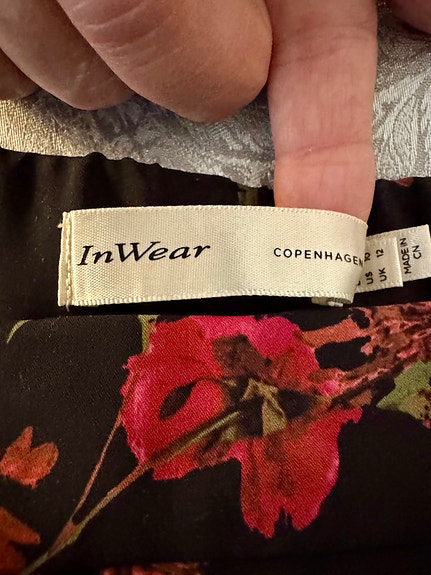 InWear
COPENHAGEN
US
UK 12
MADE IN
CN